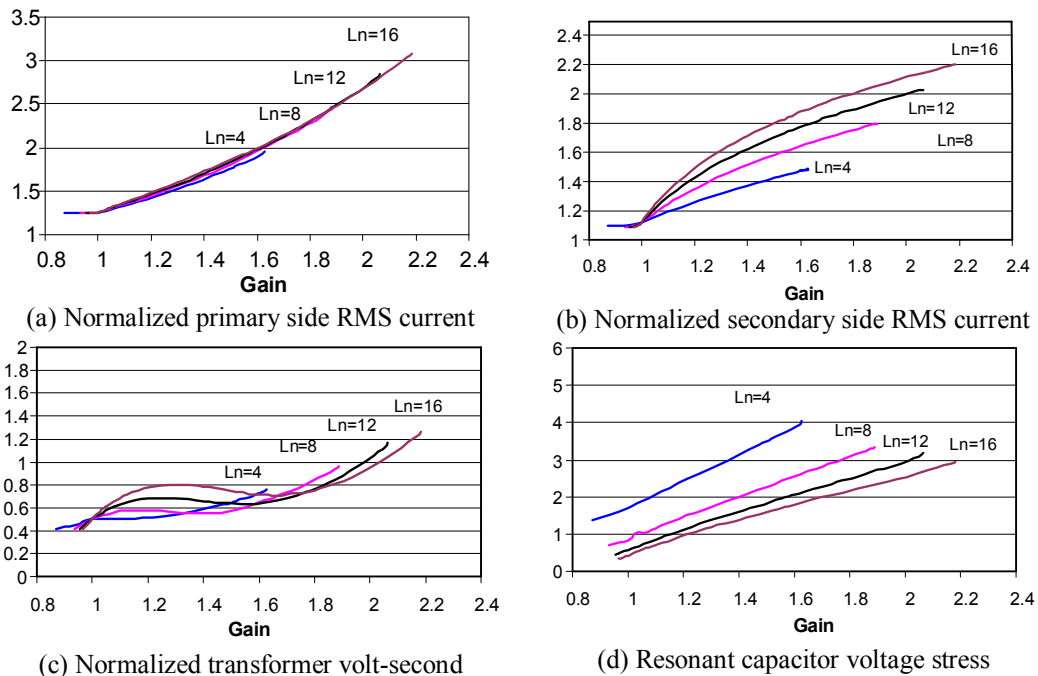 3.5
3
2.5
2
1.5
1
Ln=16
Ln=12
Ln=8
Ln=4
0.8 1 1.2 1.4 1.6 1.8 2 2.2 2.4
Gain
(a) Normalized primary side RMS current
2.4
2.2
2
1.8
1.6
1.4
1.2
1
Ln=16
Ln=12
Ln=8
Ln=4
0.8 1 1.2 1.4 1.6 1.8 2 2.2 2.4
Gain
(b) Normalized secondary side RMS current
2
1.8
1.6
1.4
1.2
1
0.8
0.6
0.4
0.2
0
Ln=16
Ln=12
Ln=8
Ln=4
0.8 1 1.2 1.4 1.6 1.8 2 2.2 2.4
Gain
(c) Normalized transformer volt-second
6
5
4
3
2
1
0
Ln=4
Ln=8
Ln=12
Ln=16
0.8 1 1.2 1.4 1.6 1.8 2 2.2 2.4
Gain
(d) Resonant capacitor voltage stress